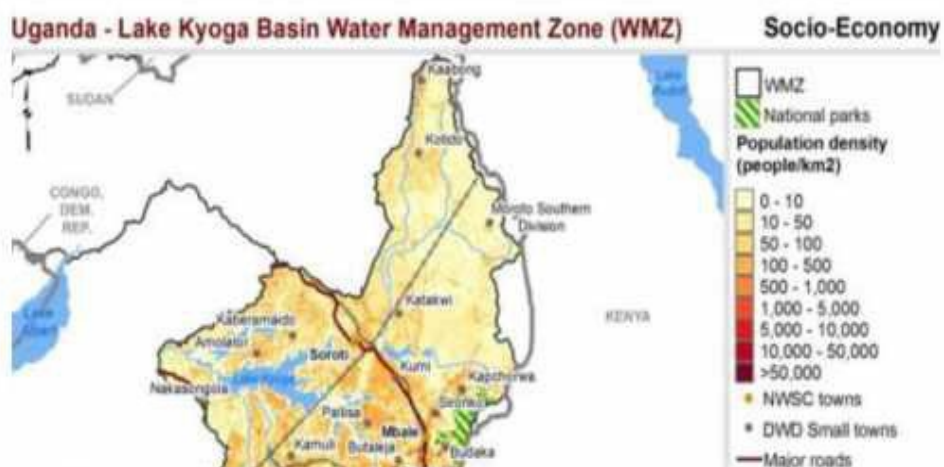 Uganda - Lake Kyoga Basin Water Management Zone (WMZ)
Socio-Economy
SUDAN
CONGO,
DEM.
REP.
Lake
Albert
Kaabong
Kotido
Moroto Southern
Division
Katakwi
KENYA
Kaberamaido
Amolatar
Soroti
Kumi
Nakasongola
Kapchorwa
Sironko
Pallisa
Mbale
Kamuli
Butaleja
Budaka
Lake
WMZ
National parks
Population density
(people/km2)
0 - 10
10 - 50
50 - 100
100 - 500
500 - 1,000
1,000 - 5,000
5,000 - 10,000
10,000 - 50,000
>50,000
NWSC towns
DWD Small towns
Major roads